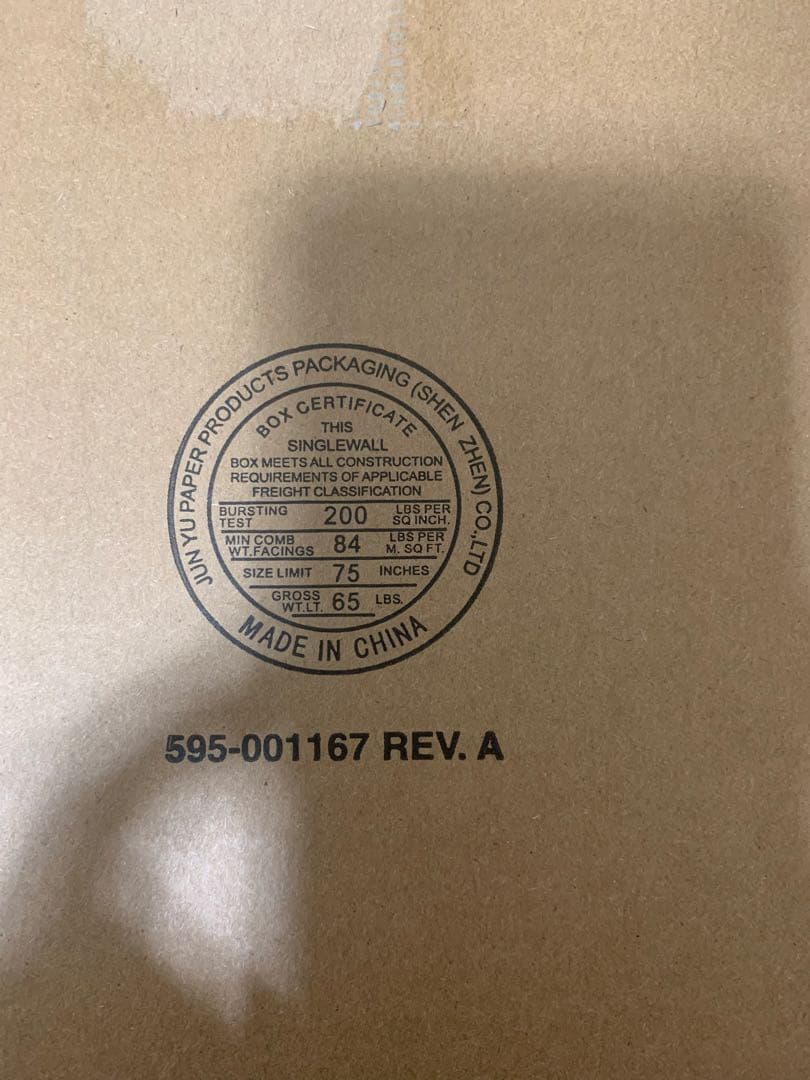 JUN YU PAPER PRODUCTS PACKAGING (SHEN ZHEN) CO.,LTD
BOX CERTIFICATE
THIS
SINGLEWALL
BOX MEETS ALL CONSTRUCTION
REQUIREMENTS OF APPLICABLE
FREIGHT CLASSIFICATION
BURSTING TEST 200 LBS PER SQ INCH.
MIN COMB WT.FACINGS 84 LBS PER M. SQ FT.
SIZE LIMIT 75 INCHES
GROSS WT.LT. 65 LBS.
MADE IN CHINA
595-001167 REV. A